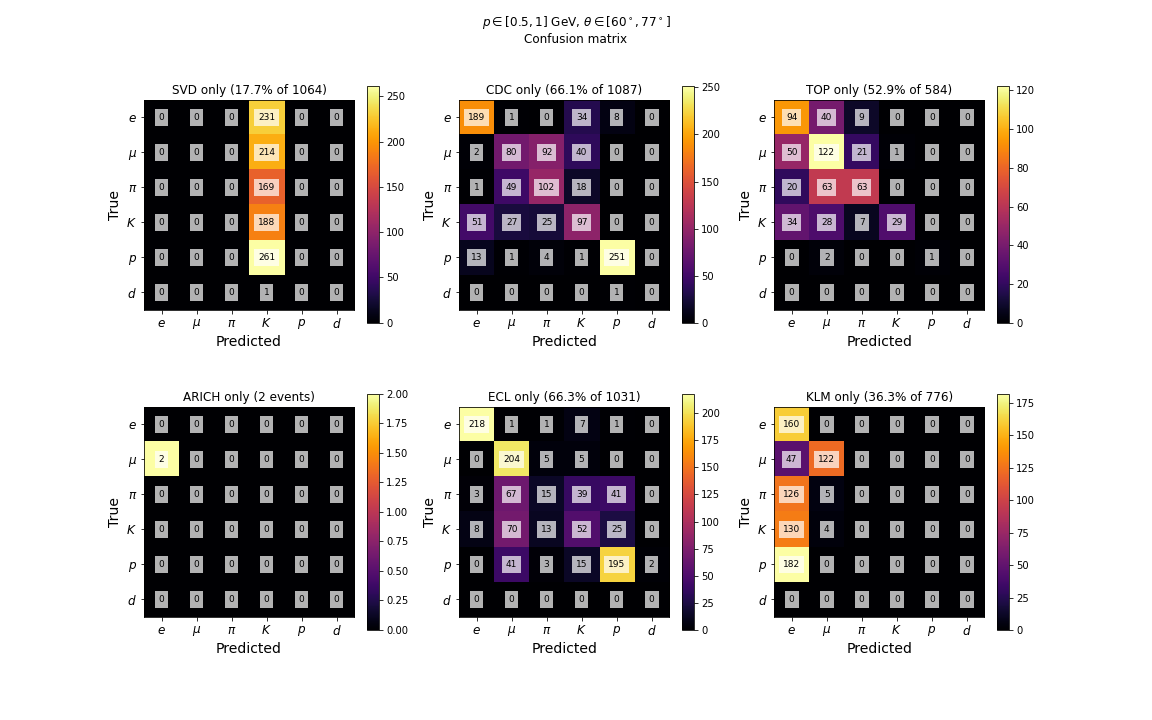 p ∈ [0.5, 1] GeV, θ ∈ [60°, 77°]
Confusion matrix
SVD only (17.7% of 1064)
e 0 0 0 231 0 0
μ 0 0 0 214 0 0
π 0 0 0 169 0 0
K 0 0 0 188 0 0
p 0 0 0 261 0 0
d 0 0 0 1 0 0
e μ π K p d
True
Predicted
250
200
150
100
50
0
CDC only (66.1% of 1087)
e 189 1 0 34 8 0
μ 2 80 92 40 0 0
π 1 49 102 18 0 0
K 51 27 25 97 0 0
p 13 1 4 1 251 0
d 0 0 0 0 1 0
e μ π K p d
True
Predicted
250
200
150
100
50
0
TOP only (52.9% of 584)
e 94 40 9 0 0 0
μ 50 122 21 1 0 0
π 20 63 63 0 0 0
K 34 28 7 29 0 0
p 0 2 0 0 1 0
d 0 0 0 0 0 0
e μ π K p d
True
Predicted
120
100
80
60
40
20
0
ARICH only (2 events)
e 0 0 0 0 0 0
μ 2 0 0 0 0 0
π 0 0 0 0 0 0
K 0 0 0 0 0 0
p 0 0 0 0 0 0
d 0 0 0 0 0 0
e μ π K p d
True
Predicted
2.00
1.75
1.50
1.25
1.00
0.75
0.50
0.25
0.00
ECL only (66.3% of 1031)
e 218 1 1 7 1 0
μ 0 204 5 5 0 0
π 3 67 15 39 41 0
K 8 70 13 52 25 0
p 0 41 3 15 195 2
d 0 0 0 0 0 0
e μ π K p d
True
Predicted
200
175
150
125
100
75
50
25
0
KLM only (36.3% of 776)
e 160 0 0 0 0 0
μ 47 122 0 0 0 0
π 126 5 0 0 0 0
K 130 4 0 0 0 0
p 182 0 0 0 0 0
d 0 0 0 0 0 0
e μ π K p d
True
Predicted
175
150
125
100
75
50
25
0